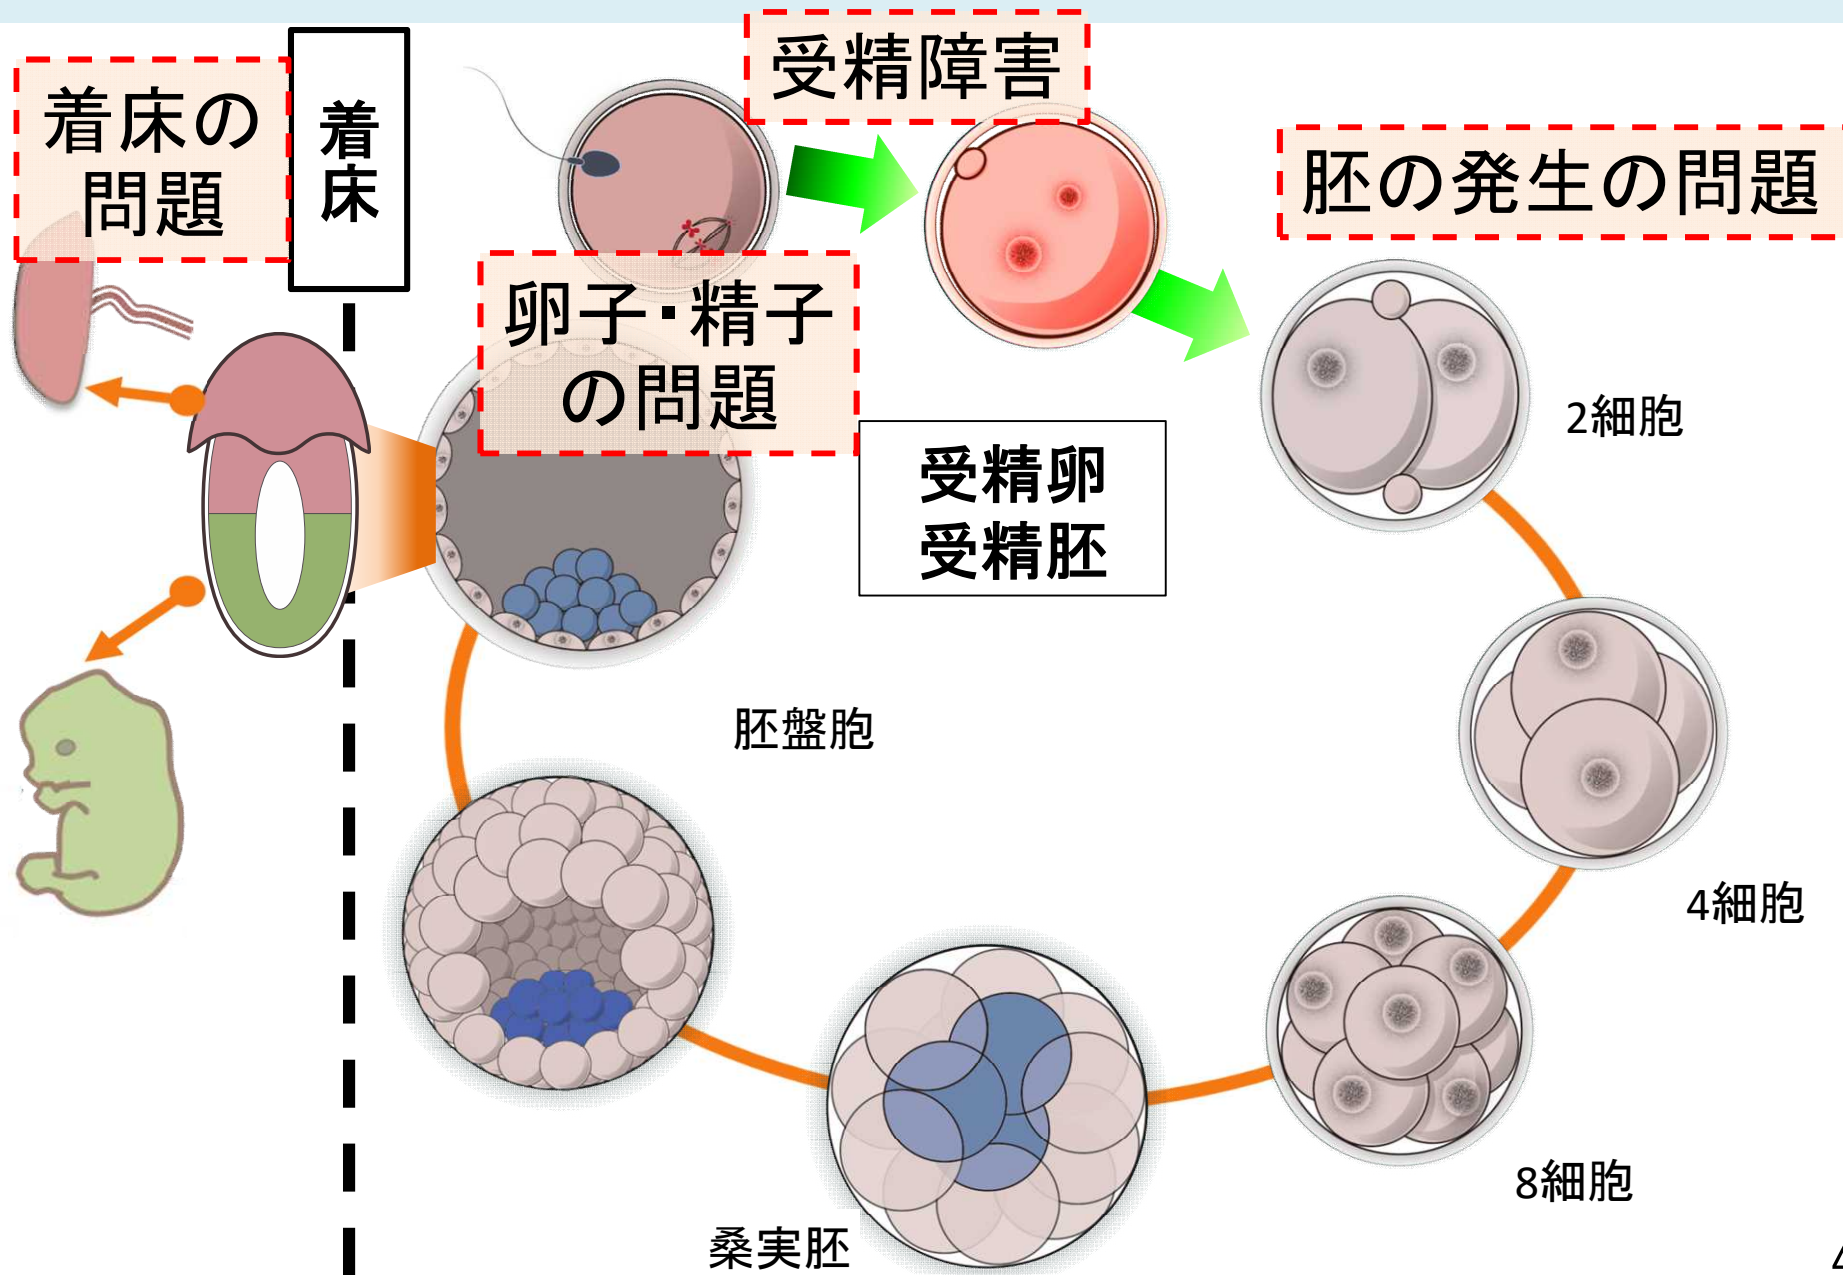 着床の
問題
着床
受精障害
胚の発生の問題
卵子・精子
の問題
受精卵
受精胚
2細胞
4細胞
8細胞
桑実胚
胚盤胞